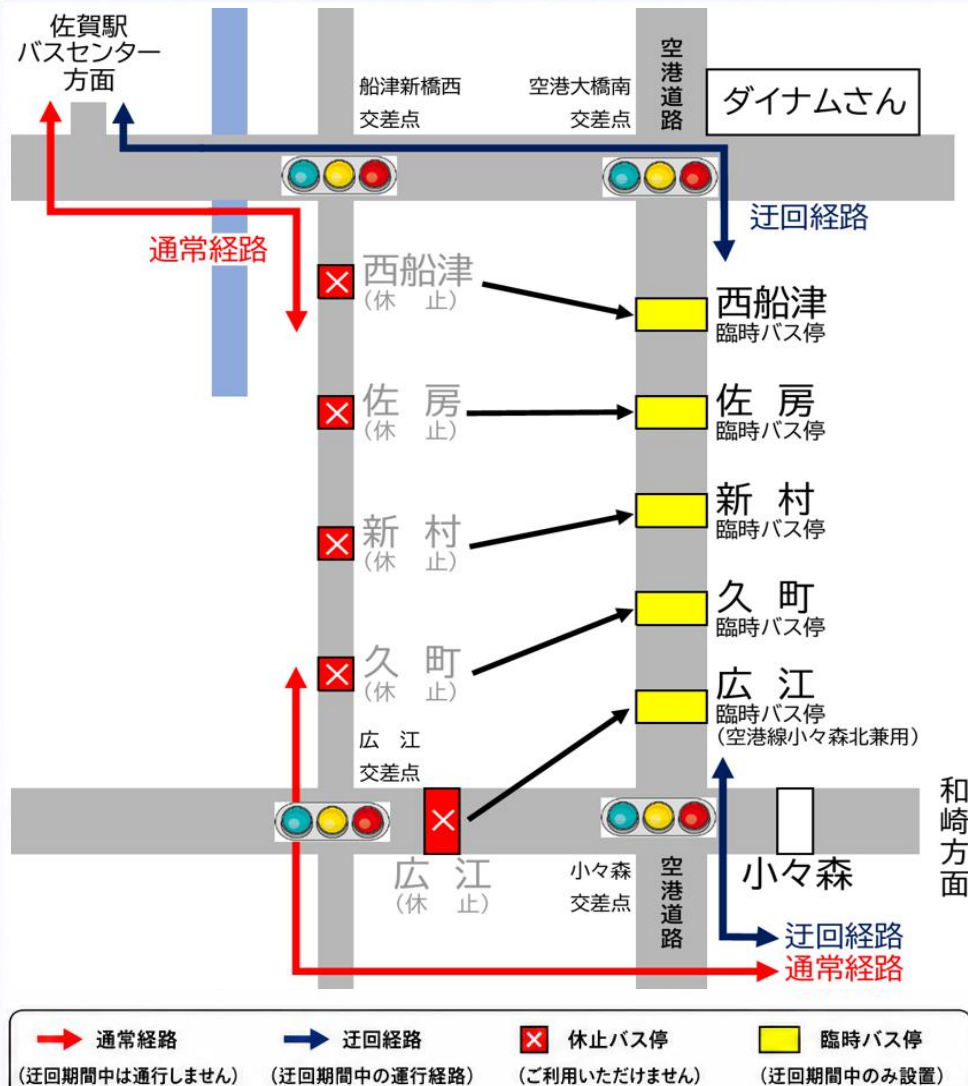 佐賀駅
バスセンター
方面
船津新橋西
交差点
空港大橋南
交差点
空港道路
ダイナムさん
通常経路
迂回経路
西船津
(休 止)
西船津
臨時バス停
佐 房
(休 止)
佐 房
臨時バス停
新 村
(休 止)
新 村
臨時バス停
久 町
(休 止)
久 町
臨時バス停
広 江
臨時バス停
(空港線小々森北兼用)
広 江
交差点
広 江
(休 止)
小々森
交差点
空港道路
小々森
和崎方面
迂回経路
通常経路
通常経路
(迂回期間中は通行しません)
迂回経路
(迂回期間中の運行経路)
休止バス停
(ご利用いただけません)
臨時バス停
(迂回期間中のみ設置)